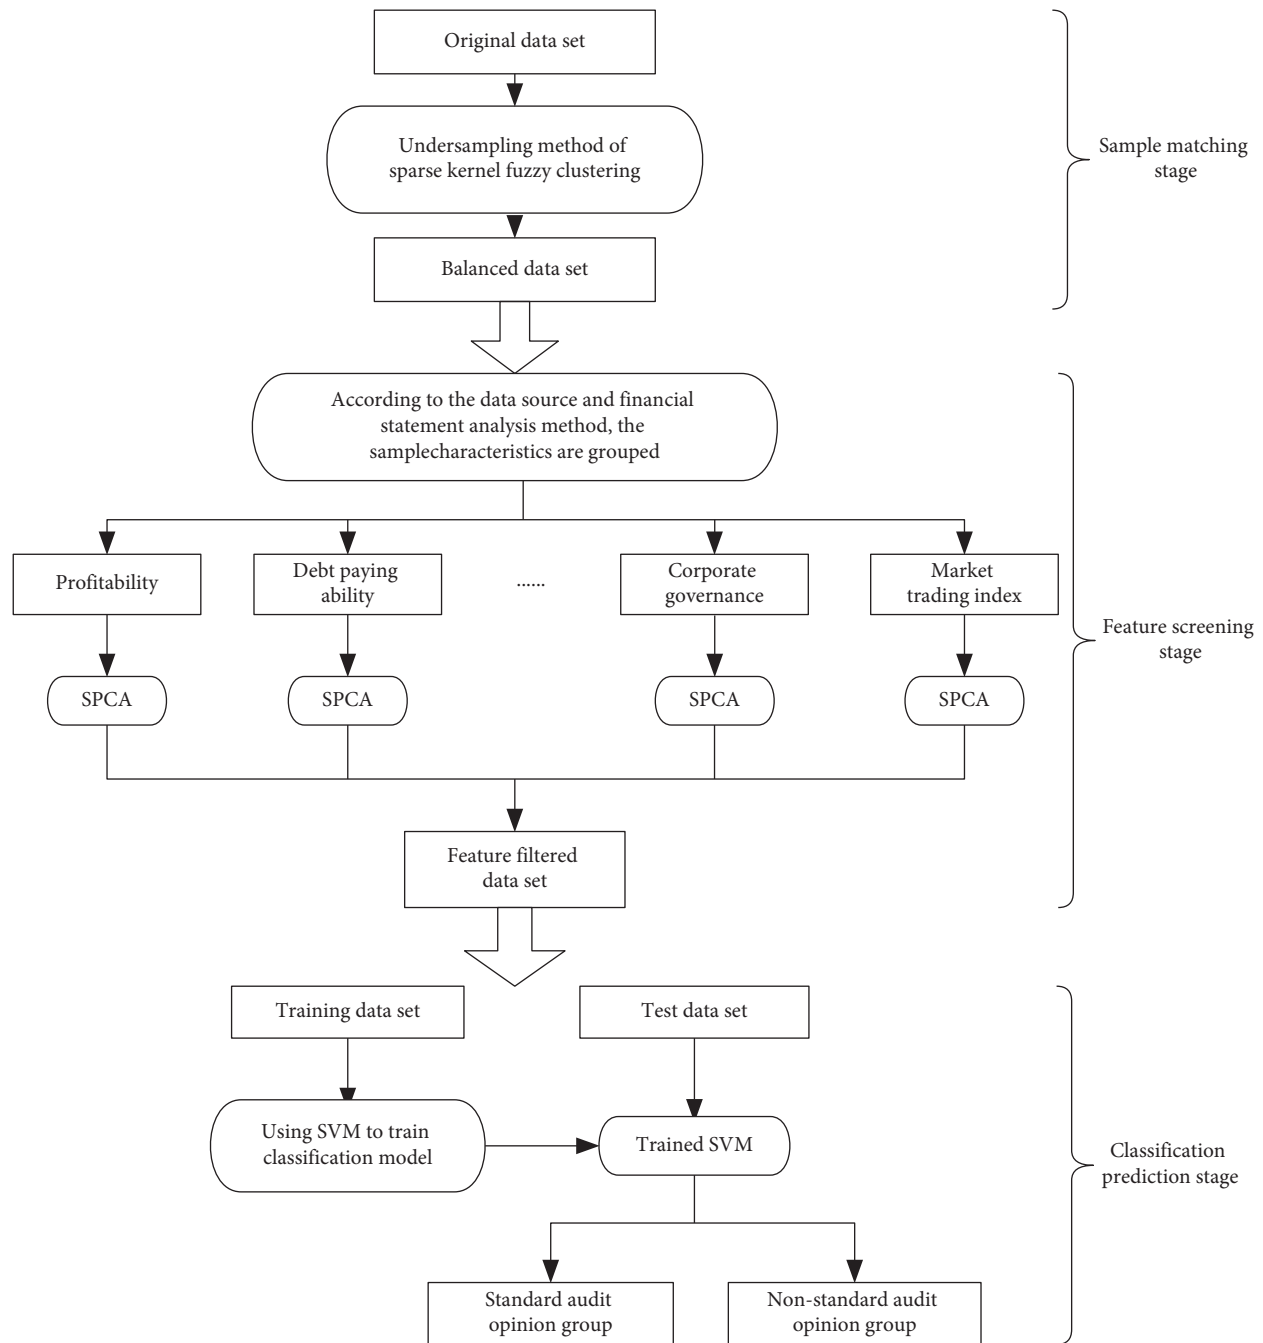 Original data set
Undersampling method of
sparse kernel fuzzy clustering
Balanced data set
Sample matching
stage
According to the data source and financial
statement analysis method, the
samplecharacteristics are grouped
Profitability
Debt paying
ability
......
Corporate
governance
Market
trading index
SPCA
SPCA
SPCA
SPCA
Feature screening
stage
Feature filtered
data set
Training data set
Test data set
Using SVM to train
classification model
Trained SVM
Classification
prediction stage
Standard audit
opinion group
Non-standard audit
opinion group